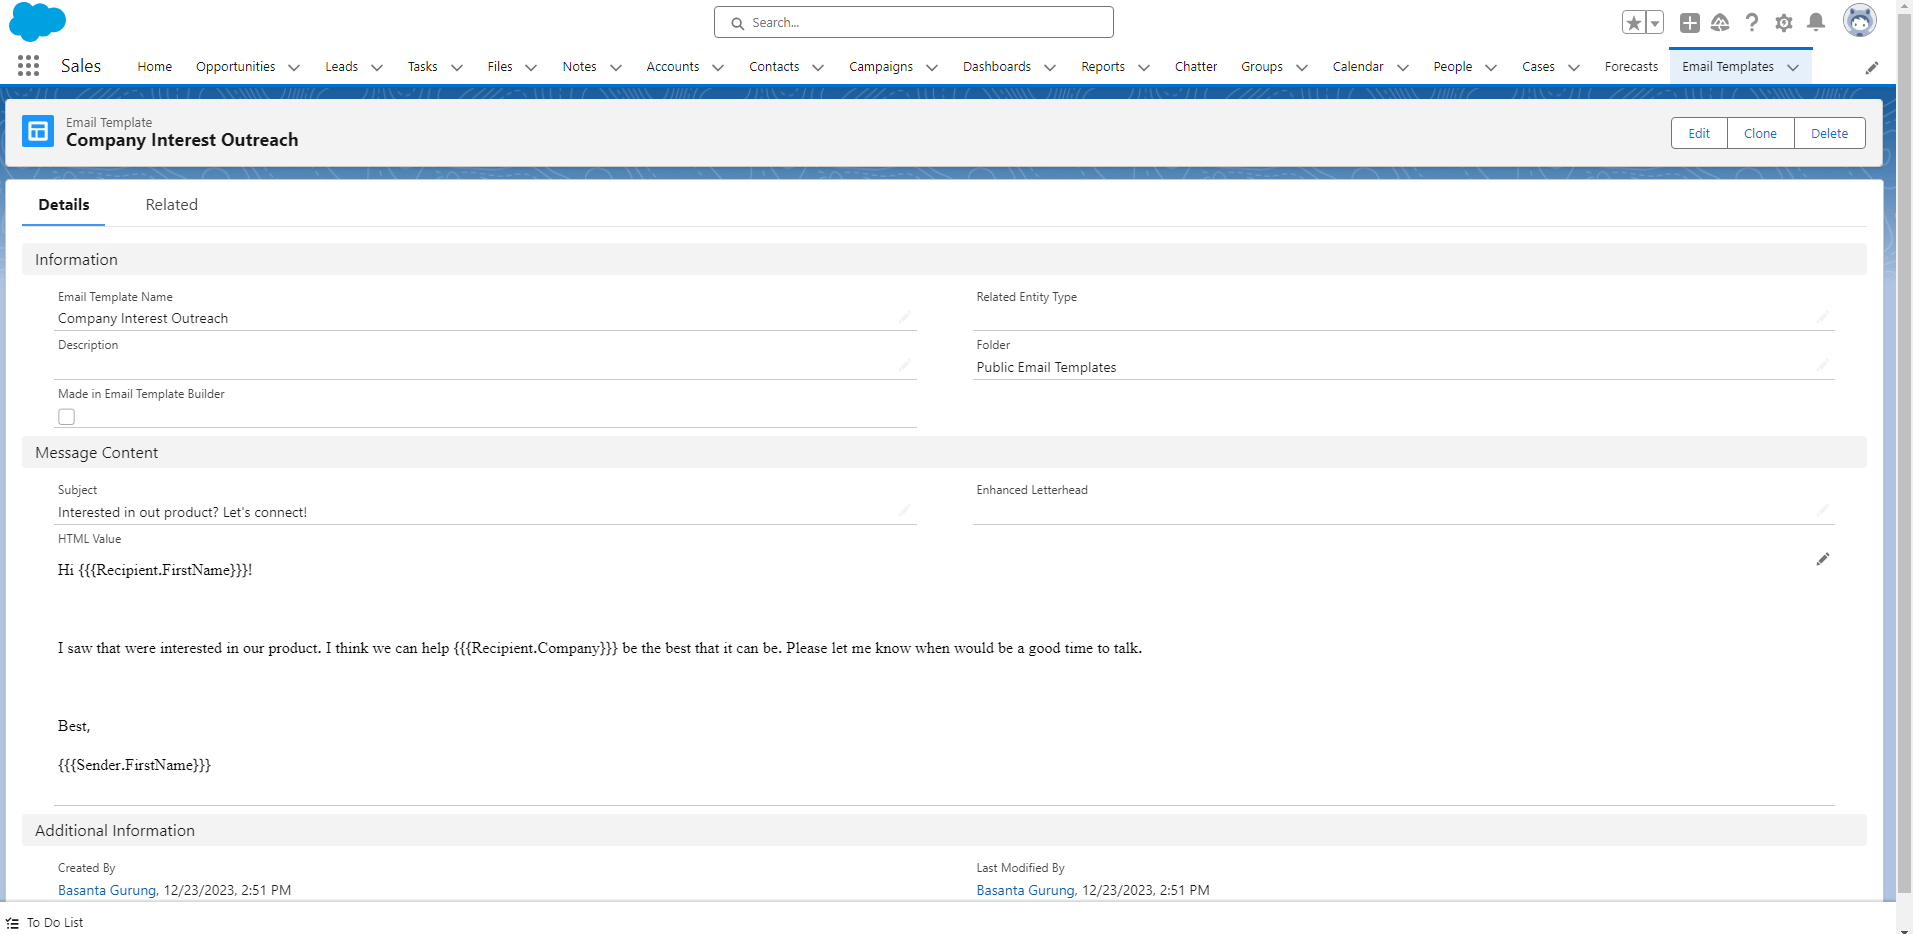 Search...
Sales
Home
Opportunities
Leads
Tasks
Files
Notes
Accounts
Contacts
Campaigns
Dashboards
Reports
Chatter
Groups
Calendar
People
Cases
Forecasts
Email Templates
Email Template
Company Interest Outreach
Edit
Clone
Delete
Details
Related
Information
Email Template Name
Company Interest Outreach
Related Entity Type
Description
Folder
Public Email Templates
Made in Email Template Builder
Message Content
Subject
Interested in out product? Let's connect!
Enhanced Letterhead
HTML Value
Hi {{{Recipient.FirstName}}}!
I saw that were interested in our product. I think we can help {{{Recipient.Company}}} be the best that it can be. Please let me know when would be a good time to talk.
Best,
{{{Sender.FirstName}}}
Additional Information
Created By
Basanta Gurung, 12/23/2023, 2:51 PM
Last Modified By
Basanta Gurung, 12/23/2023, 2:51 PM
To Do List